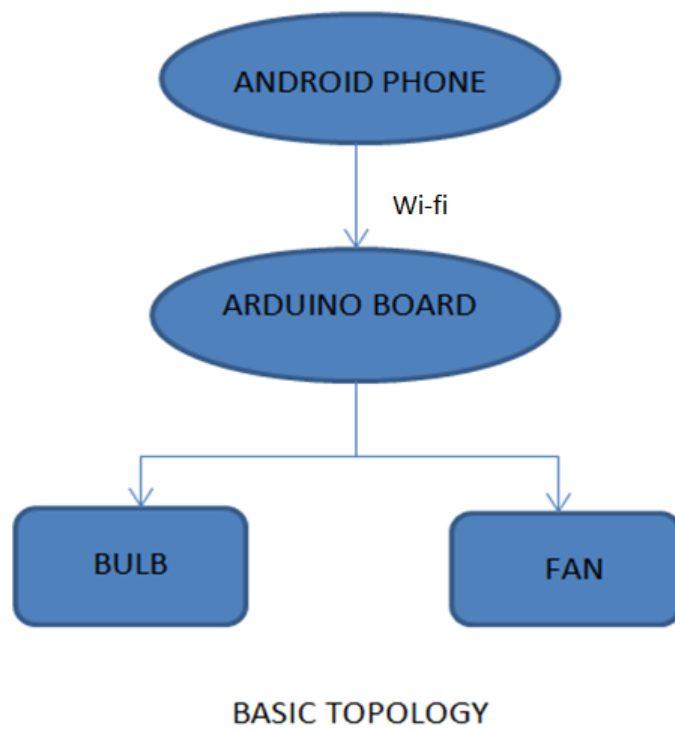 ANDROID PHONE
Wi-fi
ARDUINO BOARD
BULB
FAN
BASIC TOPOLOGY